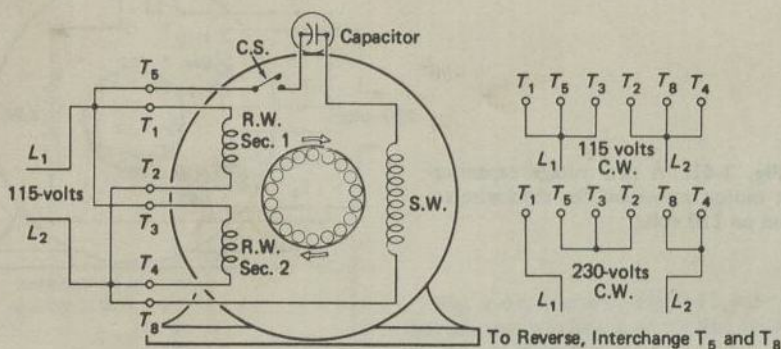 Capacitor
C.S.
T5
T1
R.W.
Sec. 1
L1
T2
115-volts
T3
L2
R.W.
Sec. 2
T4
T8
S.W.
T1 T5 T3 T2 T8 T4
L1 115 volts L2
C.W.
T1 T5 T3 T2 T8 T4
230-volts
L1 C.W. L2
To Reverse, Interchange T5 and T8